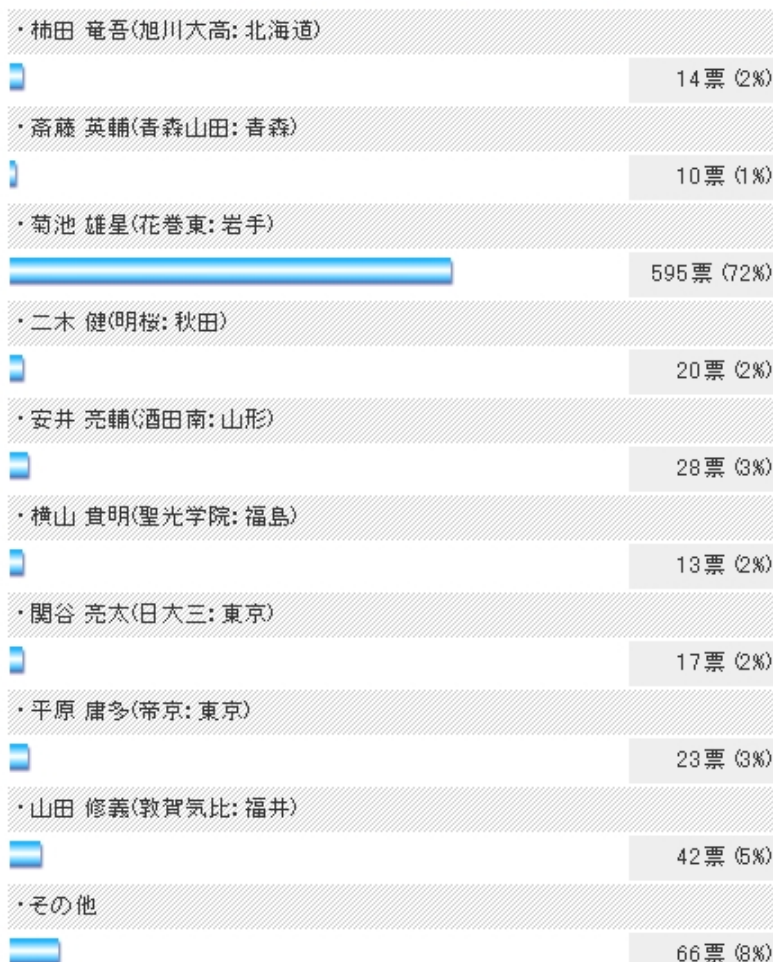 ・柿田 竜吾(旭川大高: 北海道)
14票 (2%)
・斎藤 英輔(青森山田: 青森)
10票 (1%)
・菊池 雄星(花巻東: 岩手)
595票 (72%)
・二木 健(明桜: 秋田)
20票 (2%)
・安井 亮輔(酒田南: 山形)
28票 (3%)
・横山 貴明(聖光学院: 福島)
13票 (2%)
・関谷 亮太(日大三: 東京)
17票 (2%)
・平原 庸多(帝京: 東京)
23票 (3%)
・山田 修義(敦賀気比: 福井)
42票 (5%)
・その他
66票 (8%)